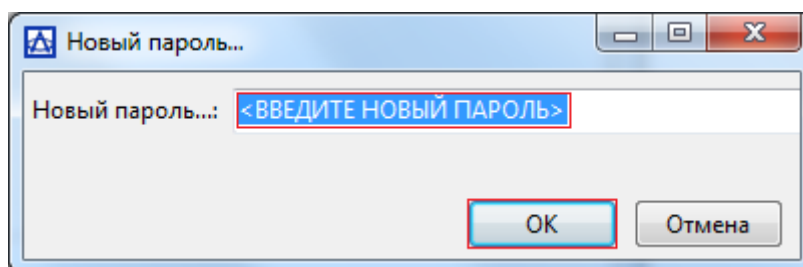 Новый пароль...
Новый пароль...: <ВВЕДИТЕ НОВЫЙ ПАРОЛЬ>
OK Отмена